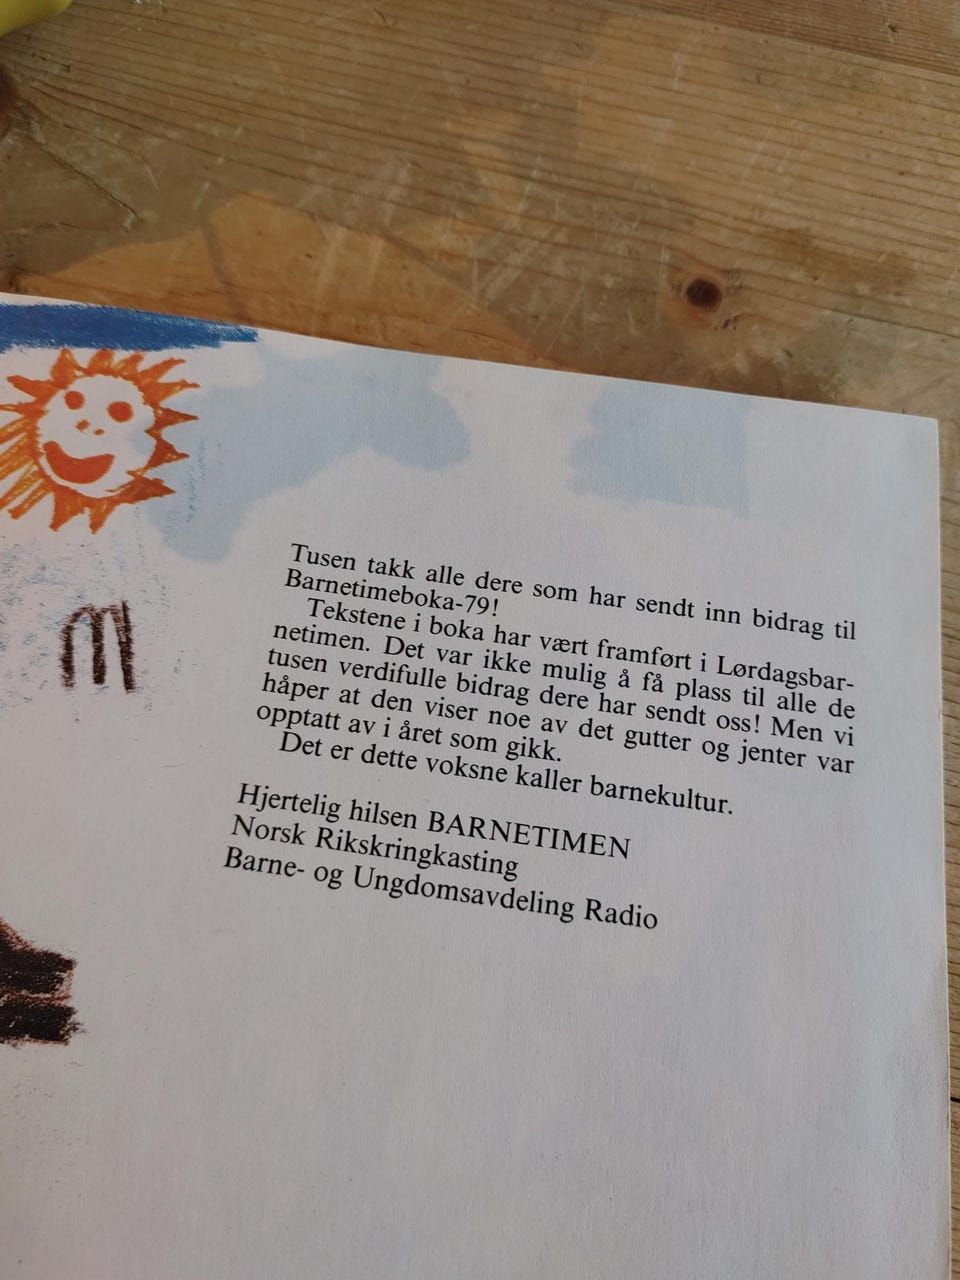 Tusen takk alle dere som har sendt inn bidrag til
Barnetimeboka-79!
Tekstene i boka har vært framført i Lørdagsbar-
netimen. Det var ikke mulig å få plass til alle de
tusen verdifulle bidrag dere har sendt oss! Men vi
håper at den viser noe av det gutter og jenter var
opptatt av i året som gikk.
Det er dette voksne kaller barnekultur.
Hjertelig hilsen BARNETIMEN
Norsk Rikskringkasting
Barne- og Ungdomsavdeling Radio